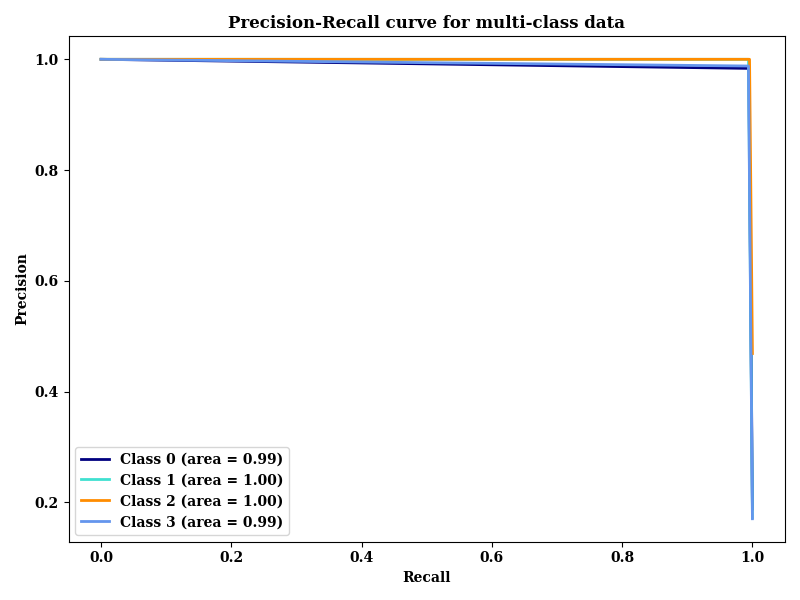 Precision-Recall curve for multi-class data
1.0
0.8
0.6
0.4
0.2
Precision
Class 0 (area = 0.99)
Class 1 (area = 1.00)
Class 2 (area = 1.00)
Class 3 (area = 0.99)
0.0 0.2 0.4 0.6 0.8 1.0
Recall